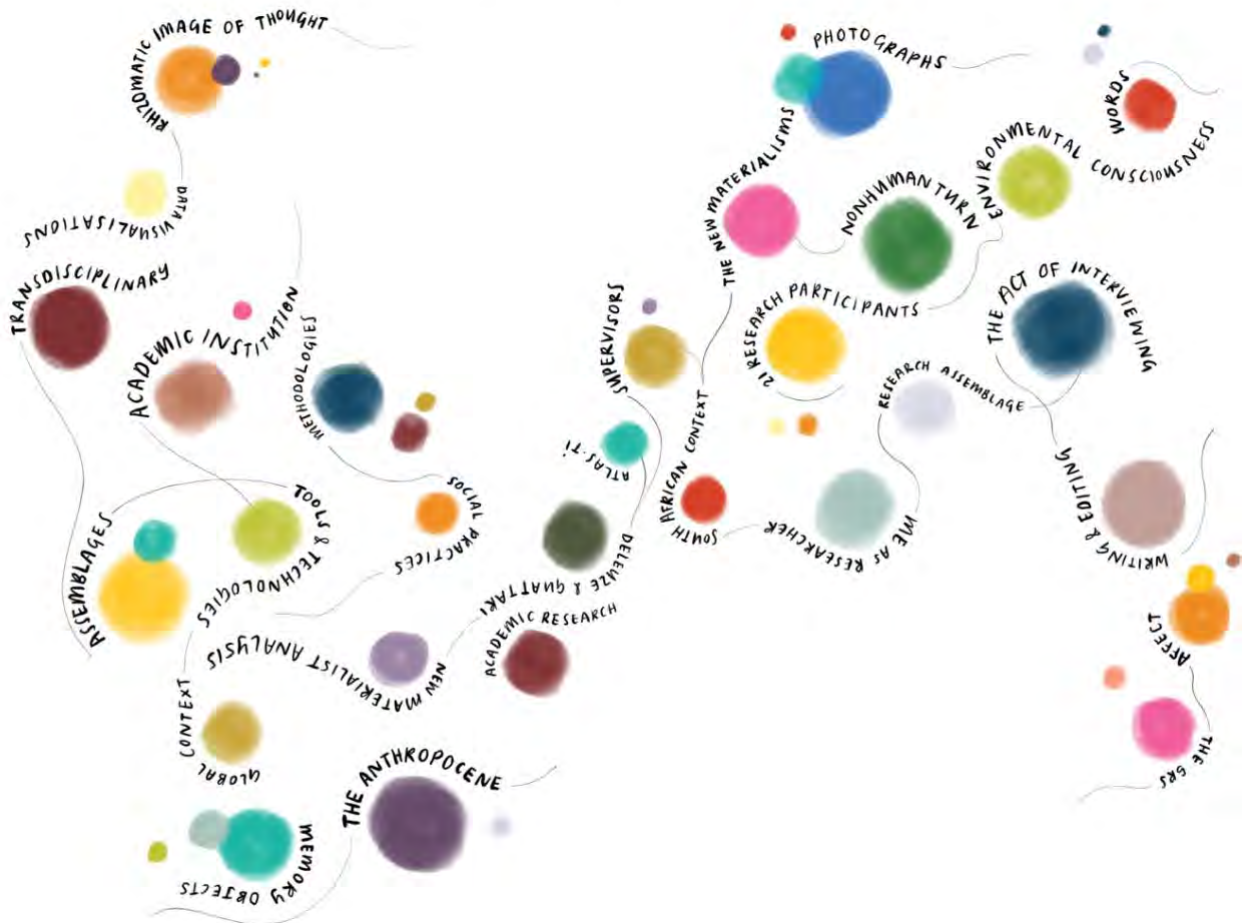 RHIZOMATIC IMAGE OF THOUGHT
DATA VISUALISATIONS
TRANSDISCIPLINARY
ACADEMIC INSTITUTION
METHODOLOGIES
SOCIAL PRACTICES
ASSEMBLAGES
TOOLS & TECHNOLOGIES
GLOBAL CONTEXT
NEW MATERIALIST ANALYSIS
ACADEMIC RESEARCH
DELEUZE & GUATTARI
ATLAS.ti
SUPERVISORS
THE ANTHROPOCENE
MEMORY OBJECTS
PHOTOGRAPHS
THE NEW MATERIALISMS
NONHUMAN TURN
ENVIRONMENTAL CONSCIOUSNESS
WORDS
21 RESEARCH PARTICIPANTS
THE ACT OF INTERVIEWING
RESEARCH ASSEMBLAGE
SOUTH AFRICAN CONTEXT
ME AS RESEARCHER
WRITING & EDITING
AFFECT
THE SRS